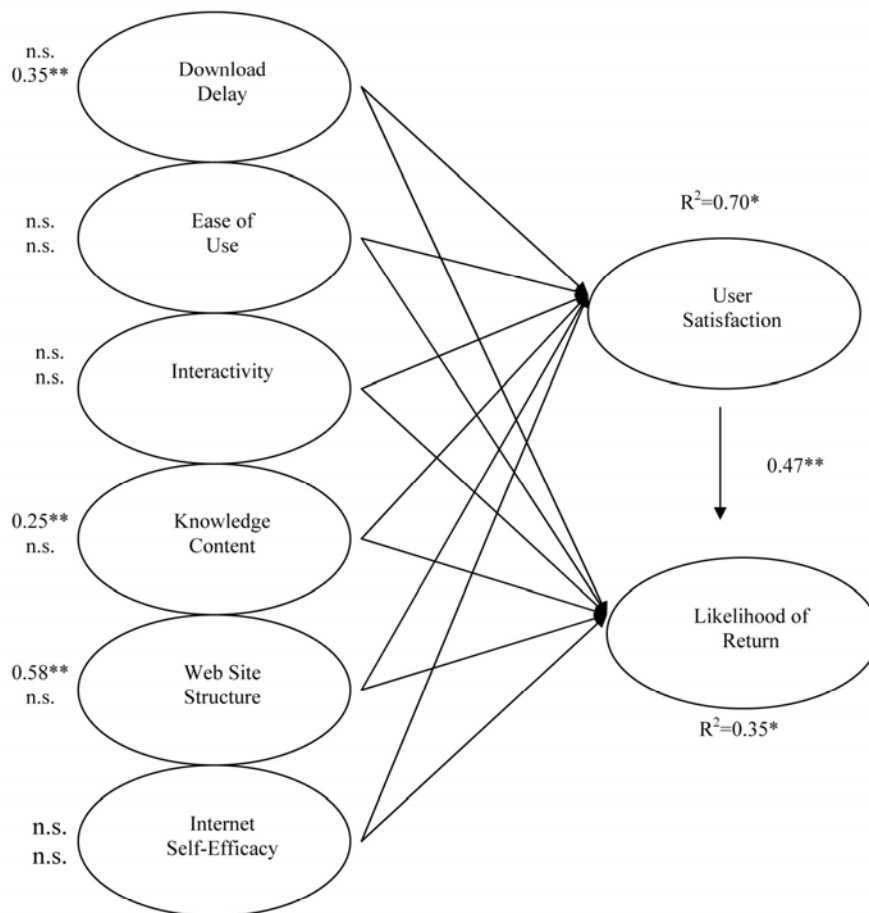 n.s.
0.35**
Download
Delay
n.s.
n.s.
Ease of
Use
n.s.
n.s.
Interactivity
0.25**
n.s.
Knowledge
Content
0.58**
n.s.
Web Site
Structure
n.s.
n.s.
Internet
Self-Efficacy
R²=0.70*
User
Satisfaction
0.47**
Likelihood of
Return
R²=0.35*